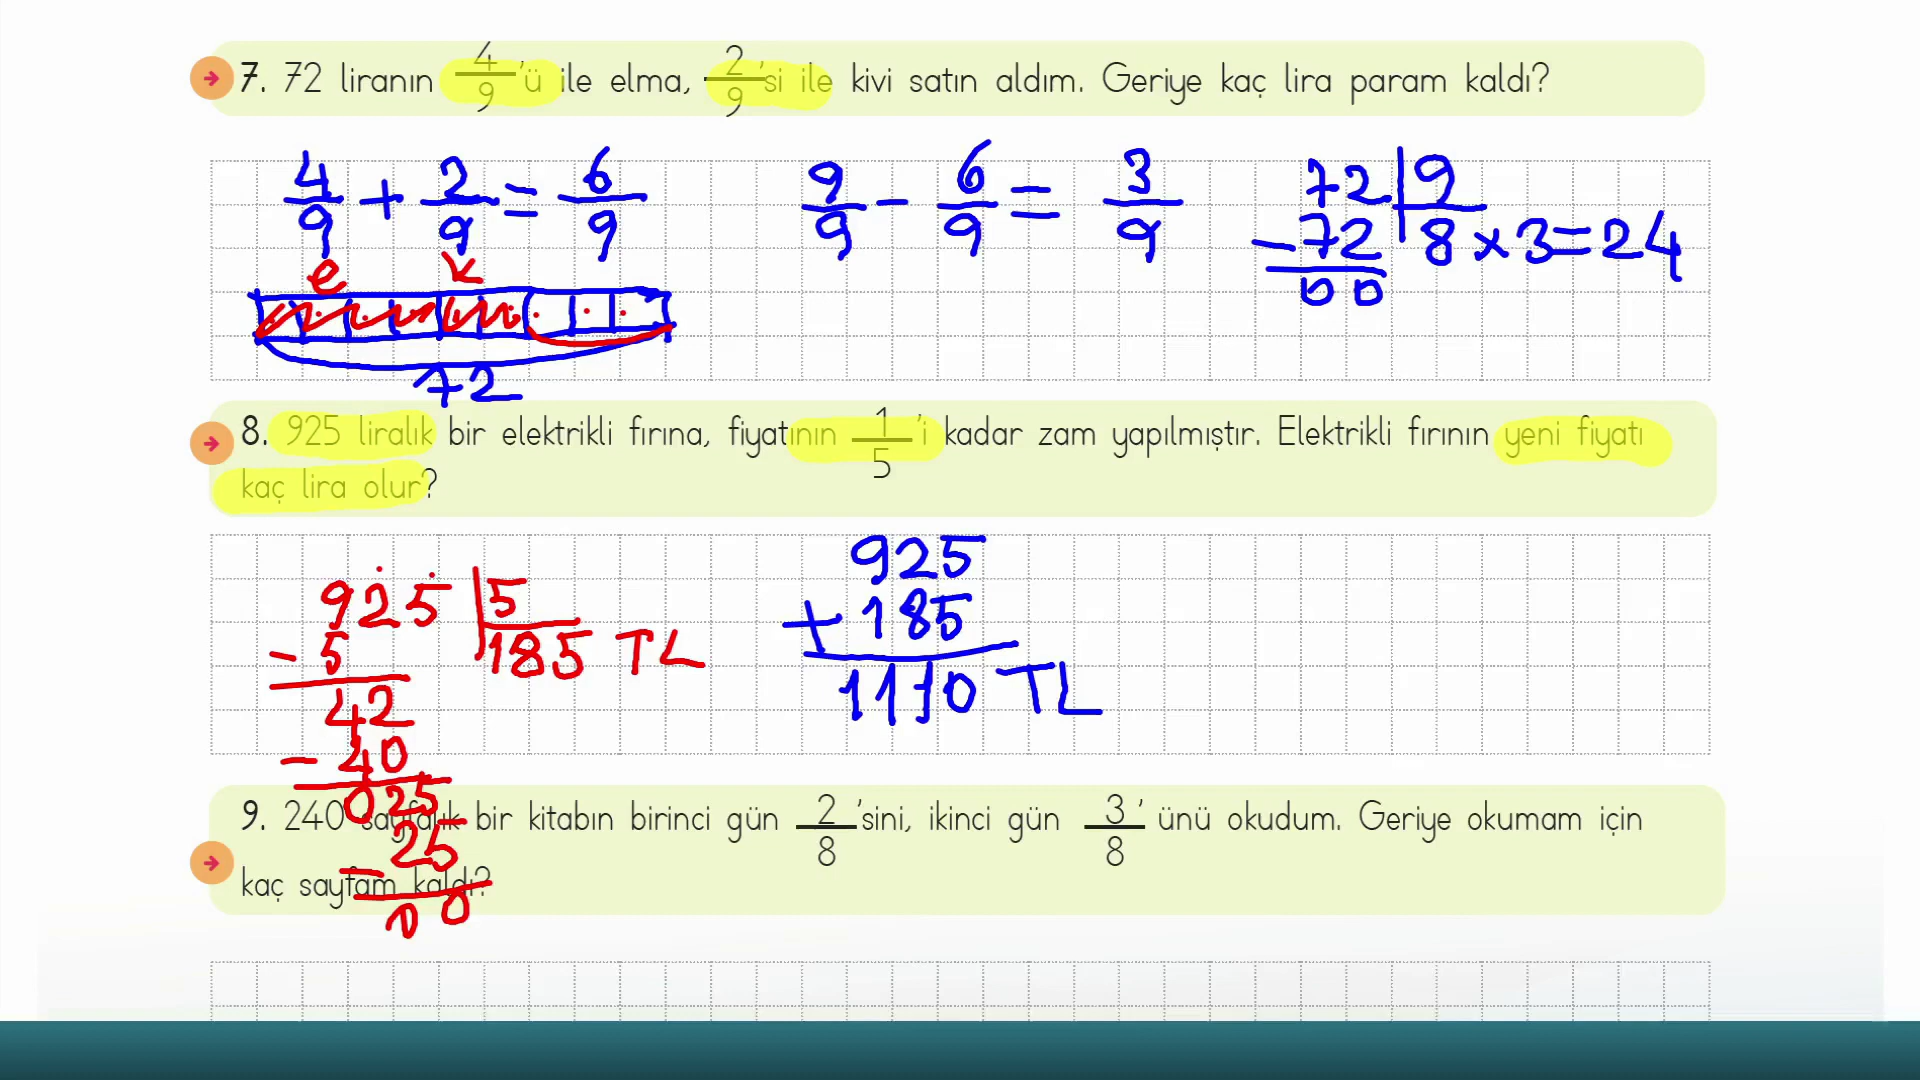 7. 72 liranın 4/9 'ü ile elma, 2/9 'si ile kivi satın aldım. Geriye kaç lira param kaldı?
4/9 + 2/9 = 6/9
9/9 - 6/9 = 3/9
72 | 9
- 72 8 x 3 = 24
00
e k
72
8. 925 liralık bir elektrikli fırına, fiyatının 1/5 'i kadar zam yapılmıştır. Elektrikli fırının yeni fiyatı
kaç lira olur?
925 | 5
- 5 185 TL
42
- 40
025
- 25
00
925
+ 185
1110 TL
9. 240 sayfalık bir kitabın birinci gün 2/8 'sini, ikinci gün 3/8 ' ünü okudum. Geriye okumam için
kaç sayfam kaldı?